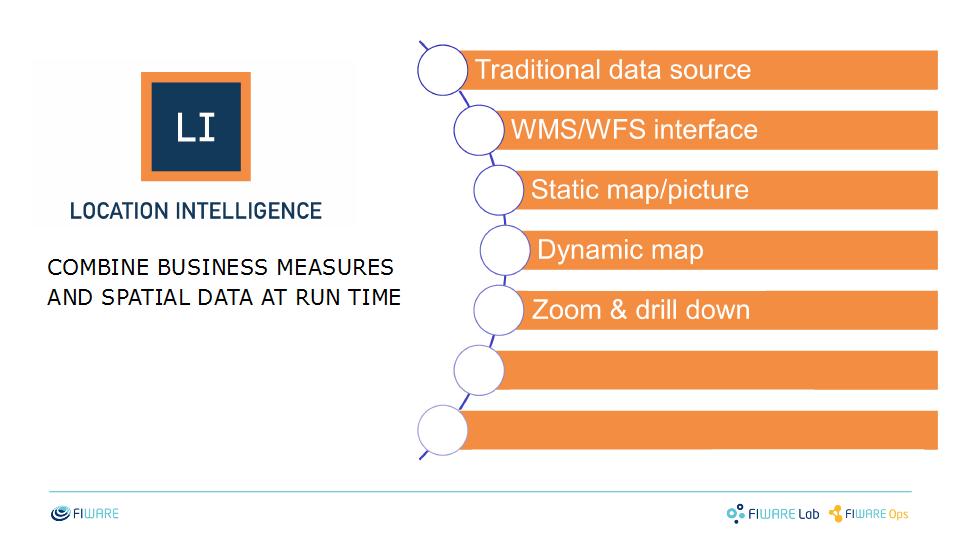 LI
LOCATION INTELLIGENCE
COMBINE BUSINESS MEASURES
AND SPATIAL DATA AT RUN TIME
Traditional data source
WMS/WFS interface
Static map/picture
Dynamic map
Zoom & drill down
FIWARE
FIWARE Lab
FIWARE Ops